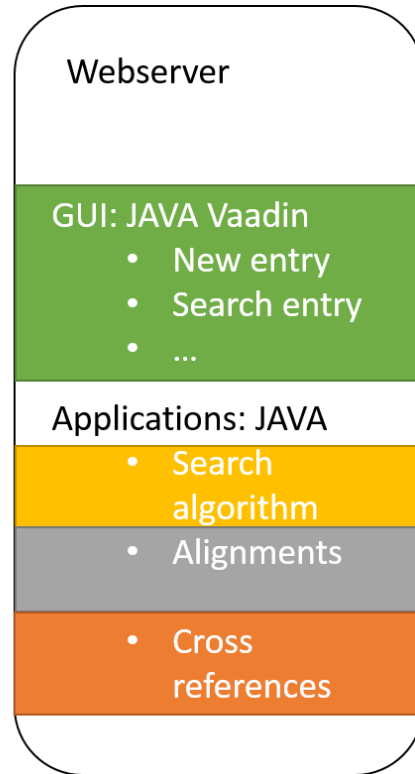 Webserver
GUI: JAVA Vaadin
• New entry
• Search entry
• ...
Applications: JAVA
• Search
algorithm
• Alignments
• Cross
references